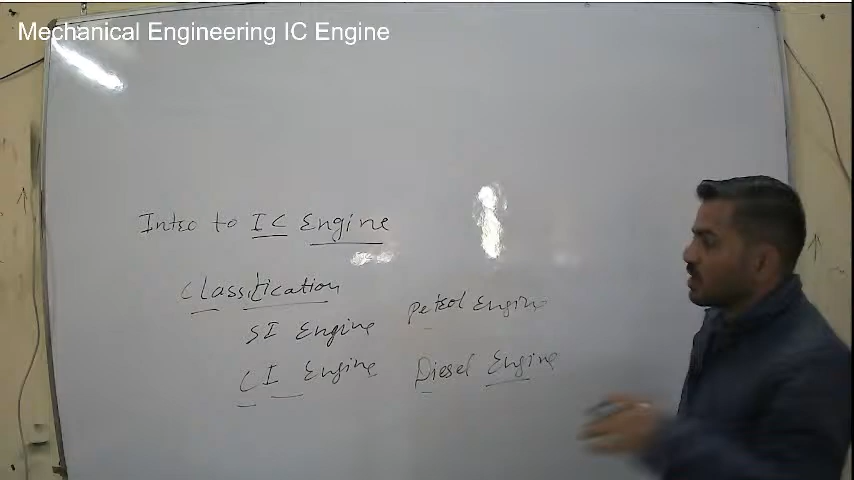 Mechanical Engineering IC Engine
Intro to IC Engine
Classification
SI Engine Petrol Engine
CI Engine Diesel Engine